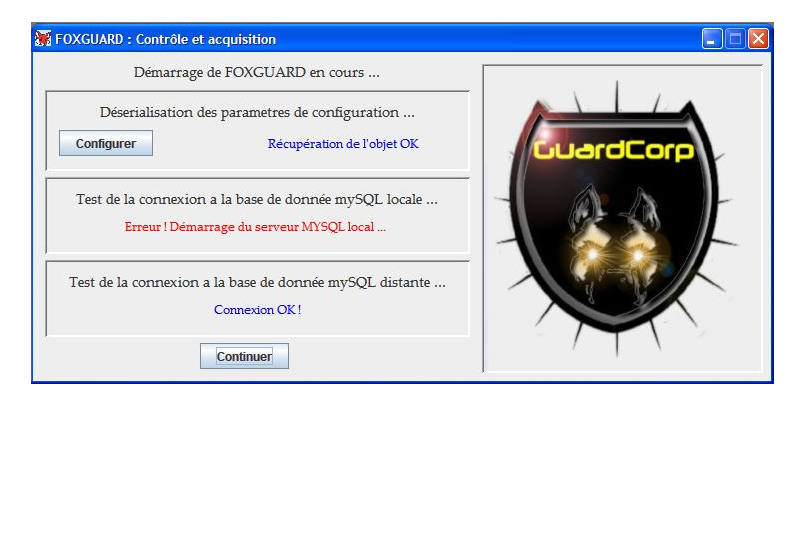 FOXGUARD : Contrôle et acquisition
Démarrage de FOXGUARD en cours ...
Déserialisation des parametres de configuration ...
Configurer
Récupération de l'objet OK
Test de la connexion a la base de donnée mySQL locale ...
Erreur ! Démarrage du serveur MYSQL local ...
Test de la connexion a la base de donnée mySQL distante ...
Connexion OK !
Continuer
GuardCorp